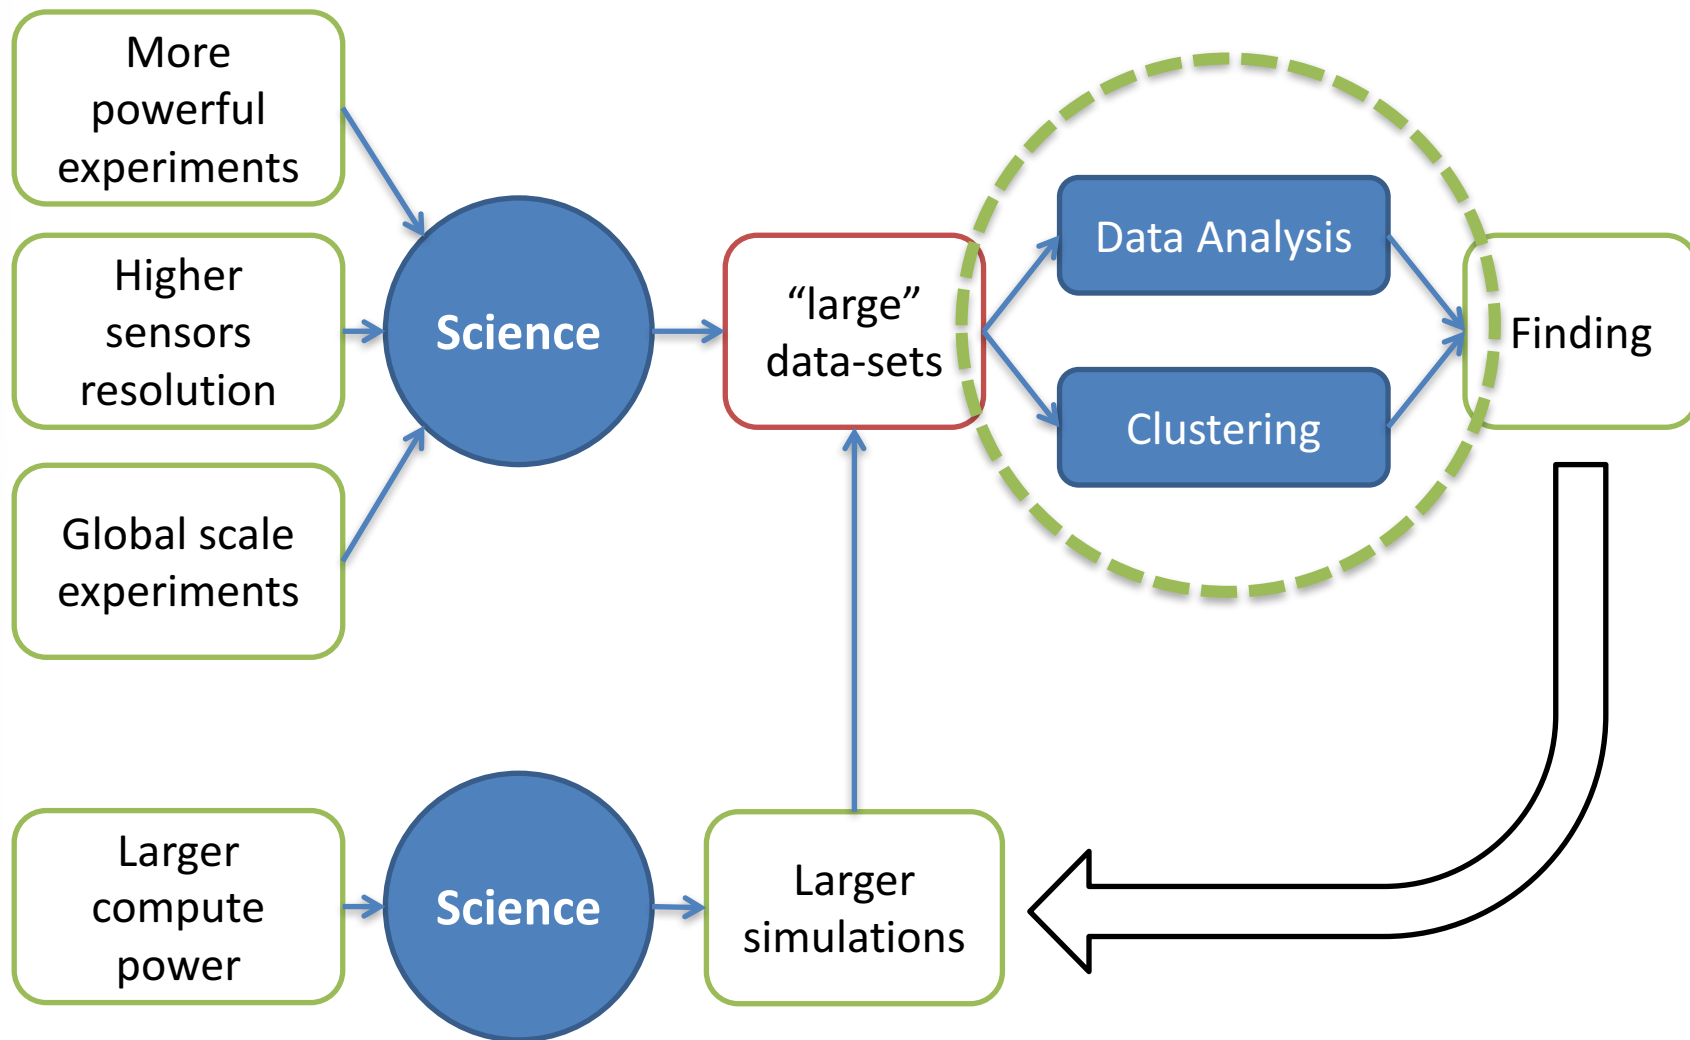 More
powerful
experiments
Higher
sensors
resolution
Global scale
experiments
Science
“large”
data-sets
Data Analysis
Clustering
Finding
Larger
compute
power
Science
Larger
simulations